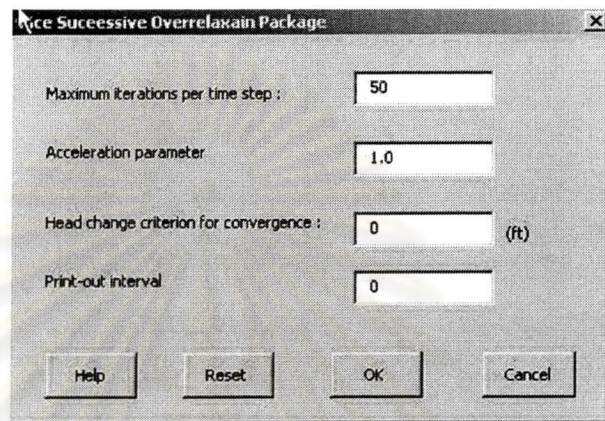 ice Suceessive Overrelaxain Package
Maximum iterations per time step : 50
Acceleration parameter 1.0
Head change criterion for convergence : 0 (ft)
Print-out interval 0
Help Reset OK Cancel